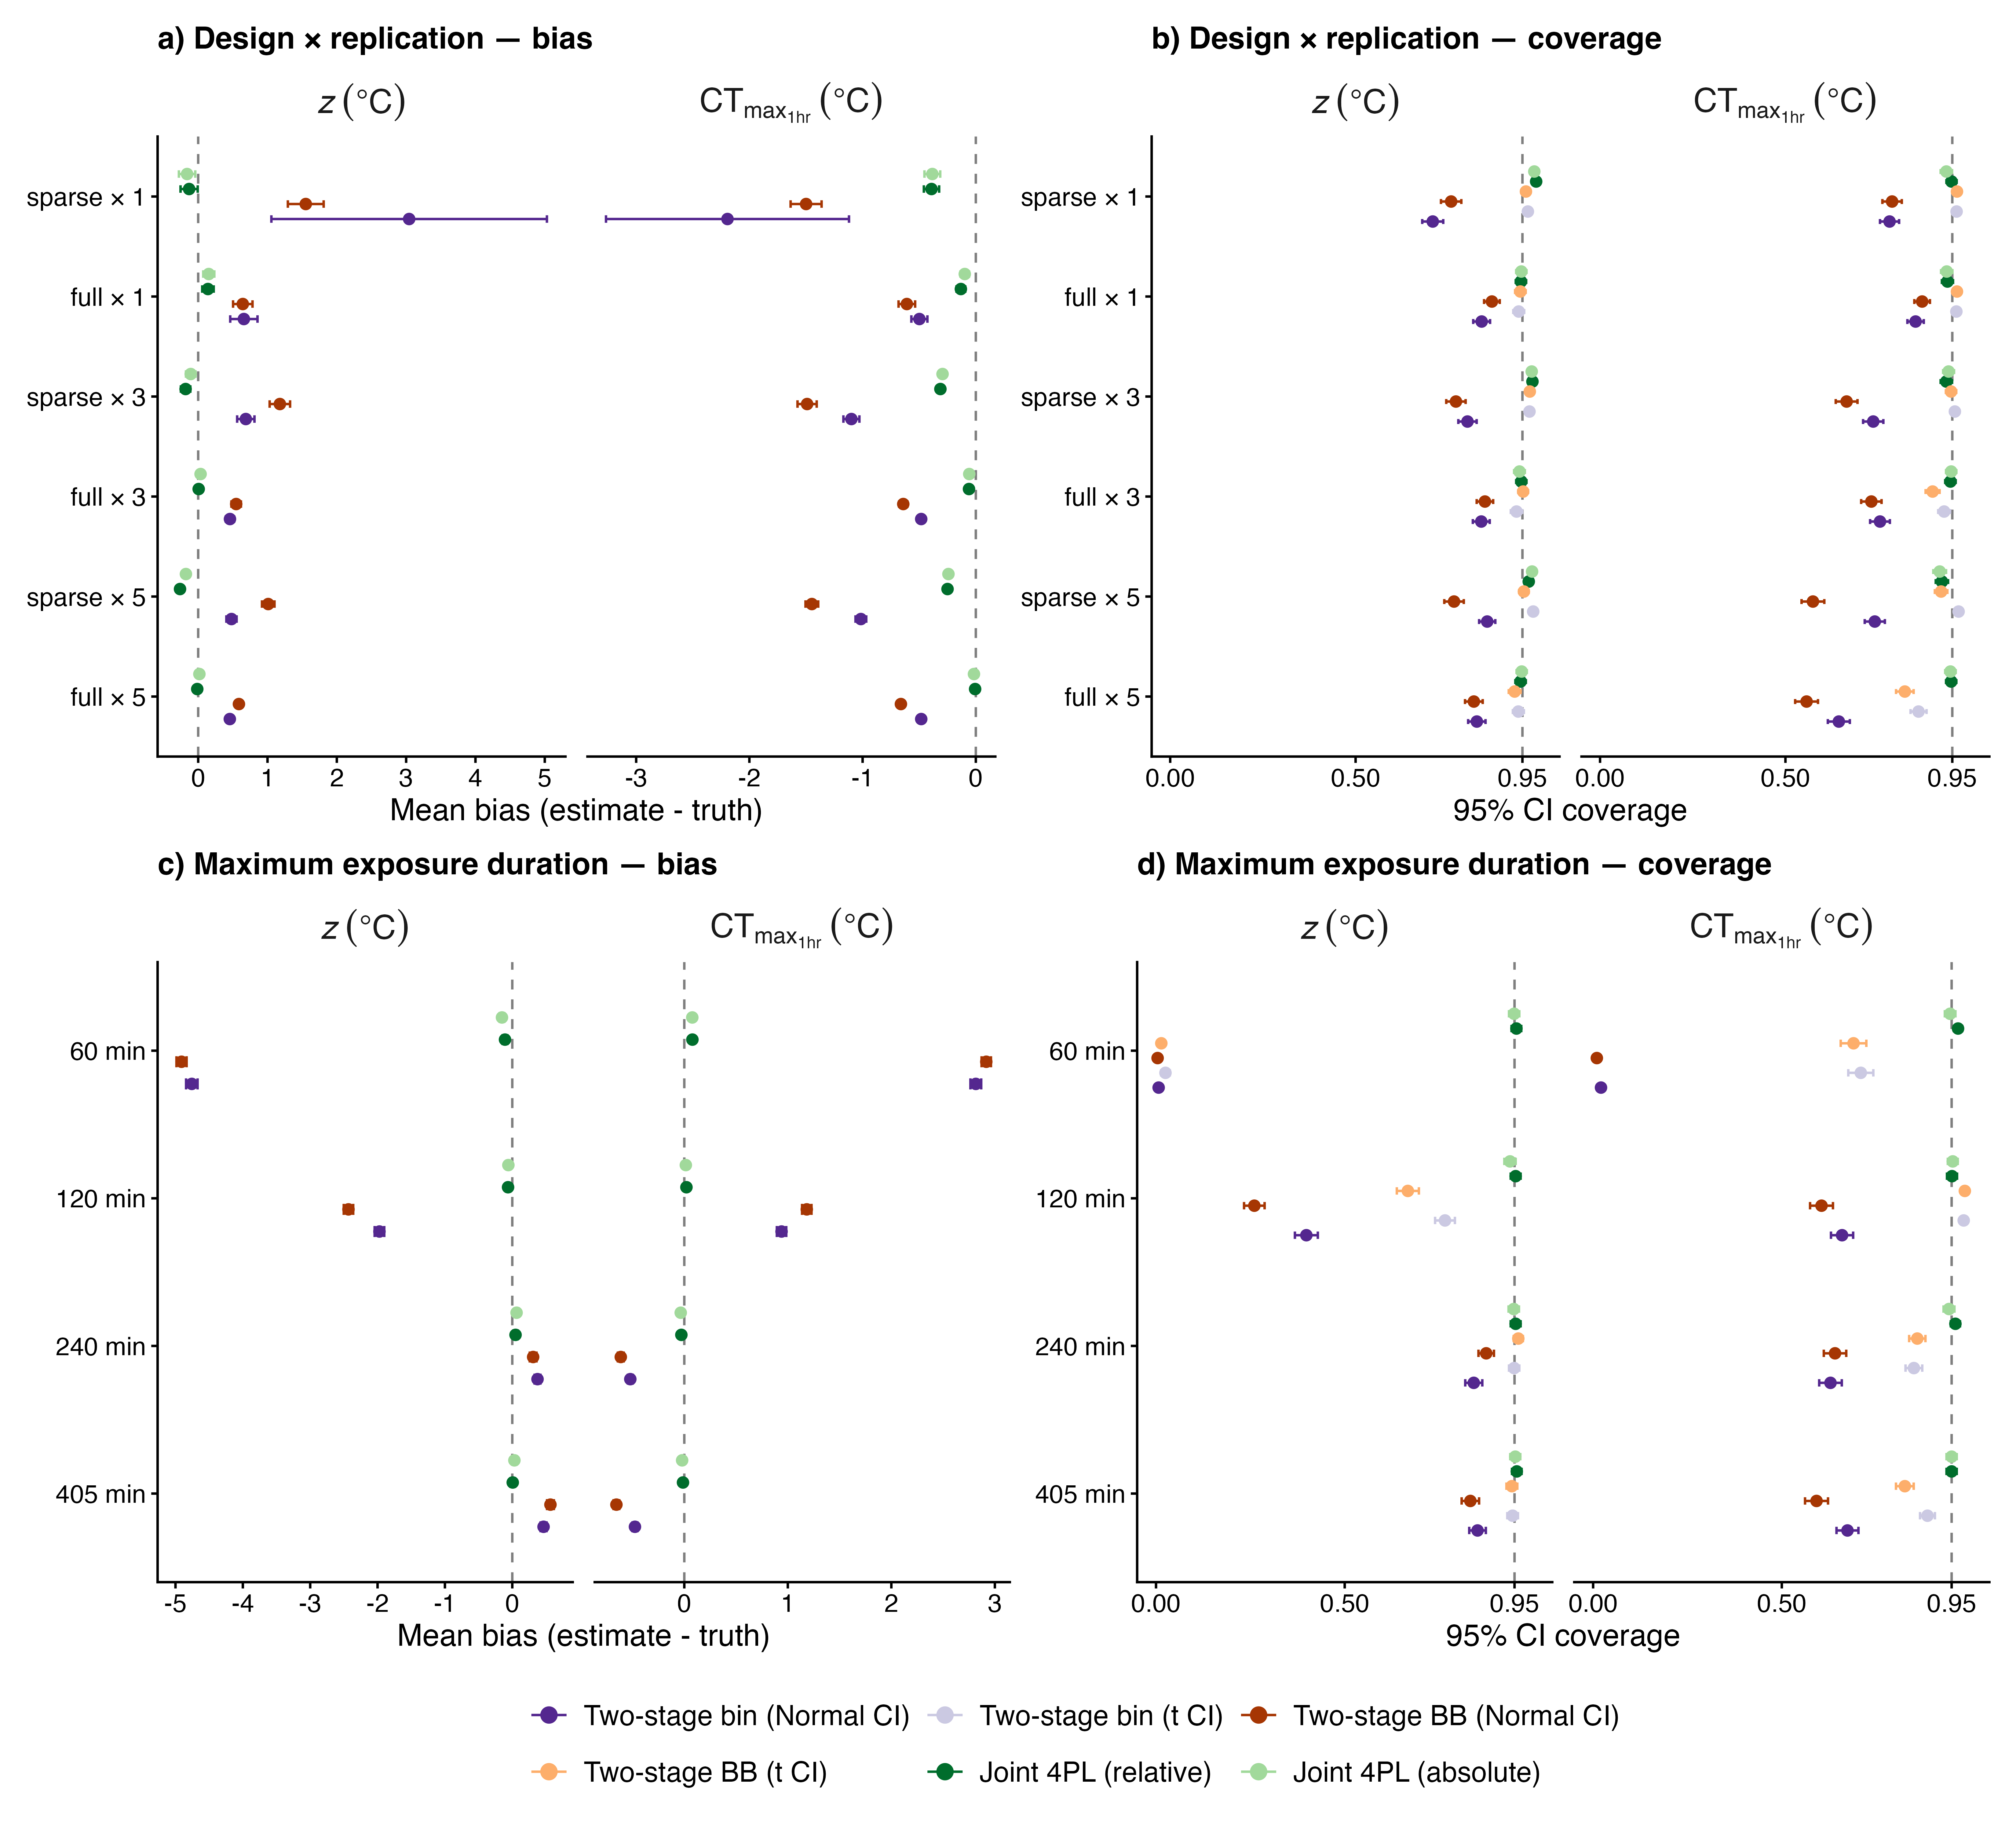 a) Design × replication — bias
z (°C)
CTmax1hr (°C)
sparse × 1
full × 1
sparse × 3
full × 3
sparse × 5
full × 5
0 1 2 3 4 5
-3 -2 -1 0
Mean bias (estimate - truth)
b) Design × replication — coverage
z (°C)
CTmax1hr (°C)
sparse × 1
full × 1
sparse × 3
full × 3
sparse × 5
full × 5
0.00 0.50 0.95
0.00 0.50 0.95
95% CI coverage
c) Maximum exposure duration — bias
z (°C)
CTmax1hr (°C)
60 min
120 min
240 min
405 min
-5 -4 -3 -2 -1 0
0 1 2 3
Mean bias (estimate - truth)
d) Maximum exposure duration — coverage
z (°C)
CTmax1hr (°C)
60 min
120 min
240 min
405 min
0.00 0.50 0.95
0.00 0.50 0.95
95% CI coverage
Two-stage bin (Normal CI) Two-stage bin (t CI) Two-stage BB (Normal CI)
Two-stage BB (t CI) Joint 4PL (relative) Joint 4PL (absolute)